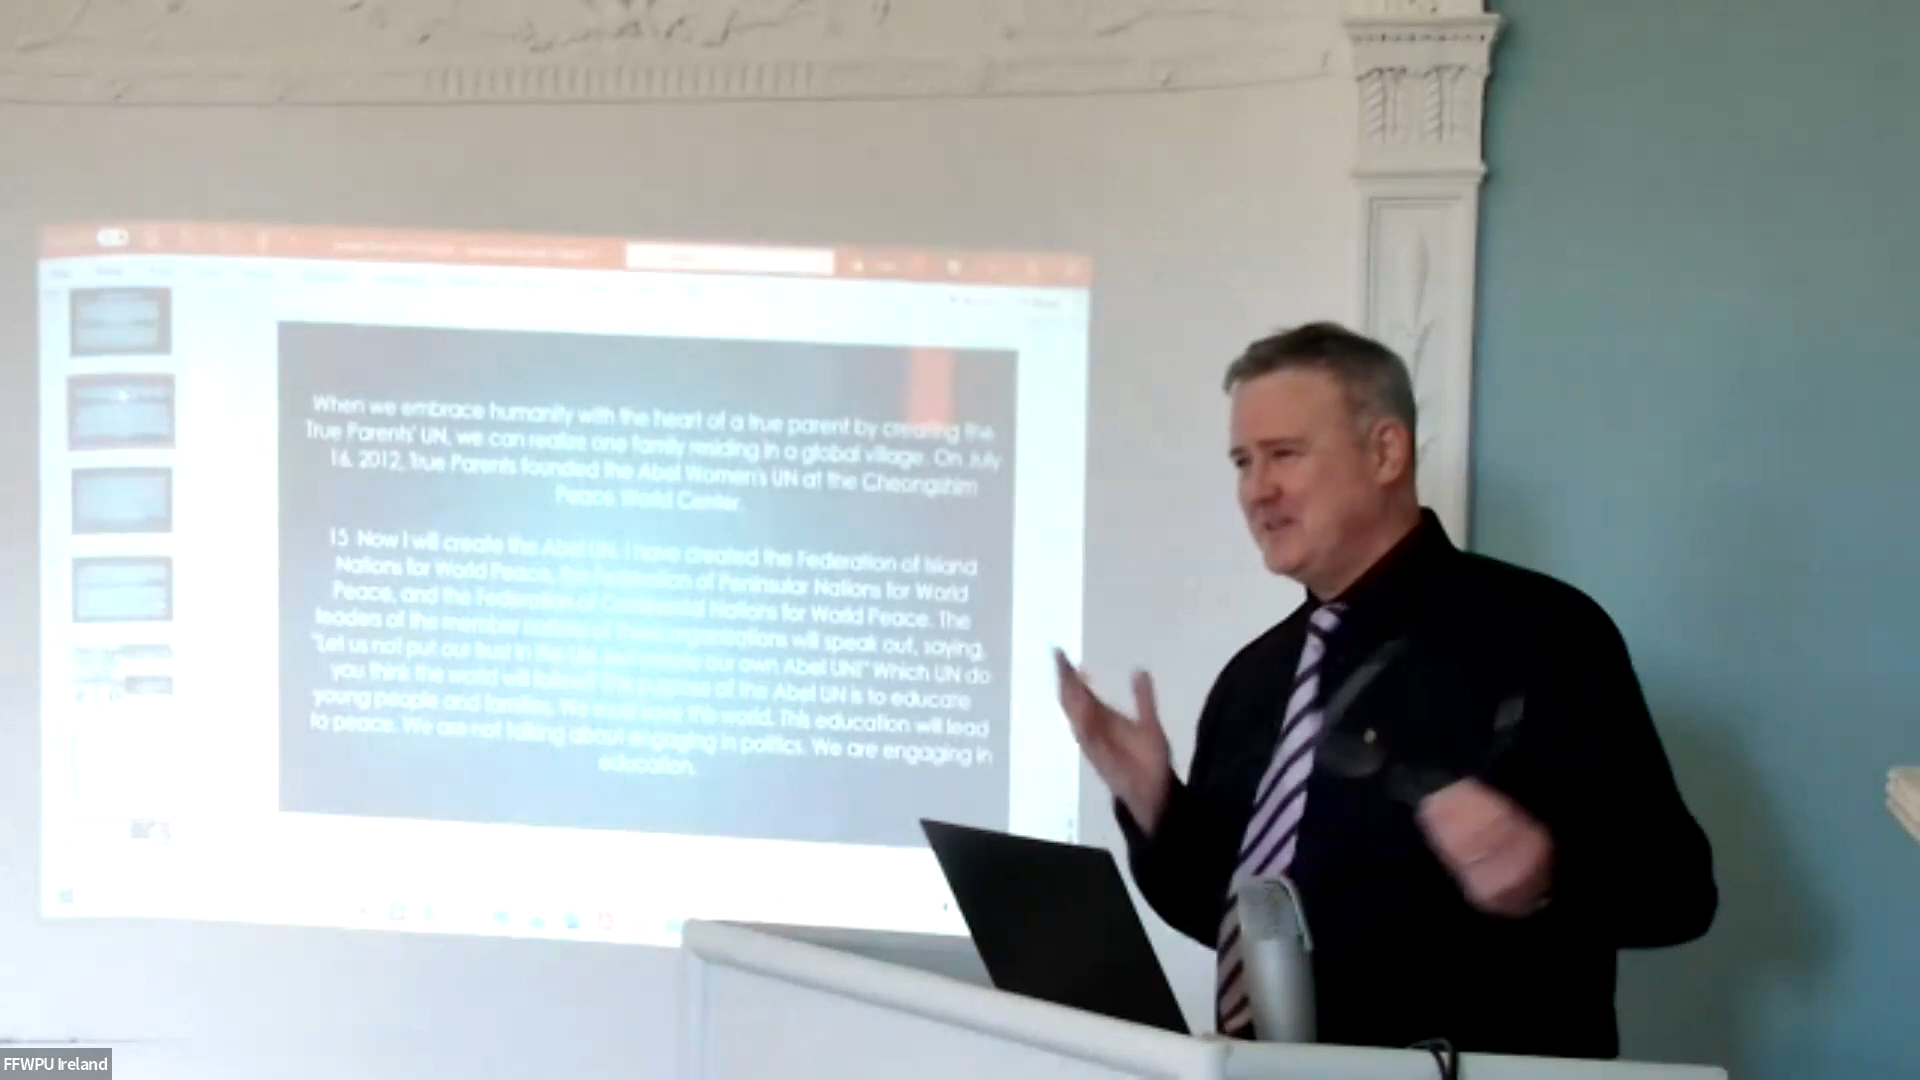 When we embrace humanity with the heart of a true parent by creating the
True Parents' UN, we can realize one family residing in a global village. On July
16, 2012, True Parents founded the Abel Women's UN at the Cheongshim
Peace World Center.
15 Now I will create the Abel UN. I have created the Federation of Island
Nations for World Peace, the Federation of Peninsular Nations for World
Peace, and the Federation of Continental Nations for World Peace. The
leaders of the member nations of these organizations will speak out, saying,
"Let us not put our trust in the UN, but our own Abel UN!" Which UN do
you think the world will follow? The purpose of the Abel UN is to educate
young people and families. We must save this world. This education will lead
to peace. We are not talking about engaging in politics. We are engaging in
education.
FFWPU Ireland